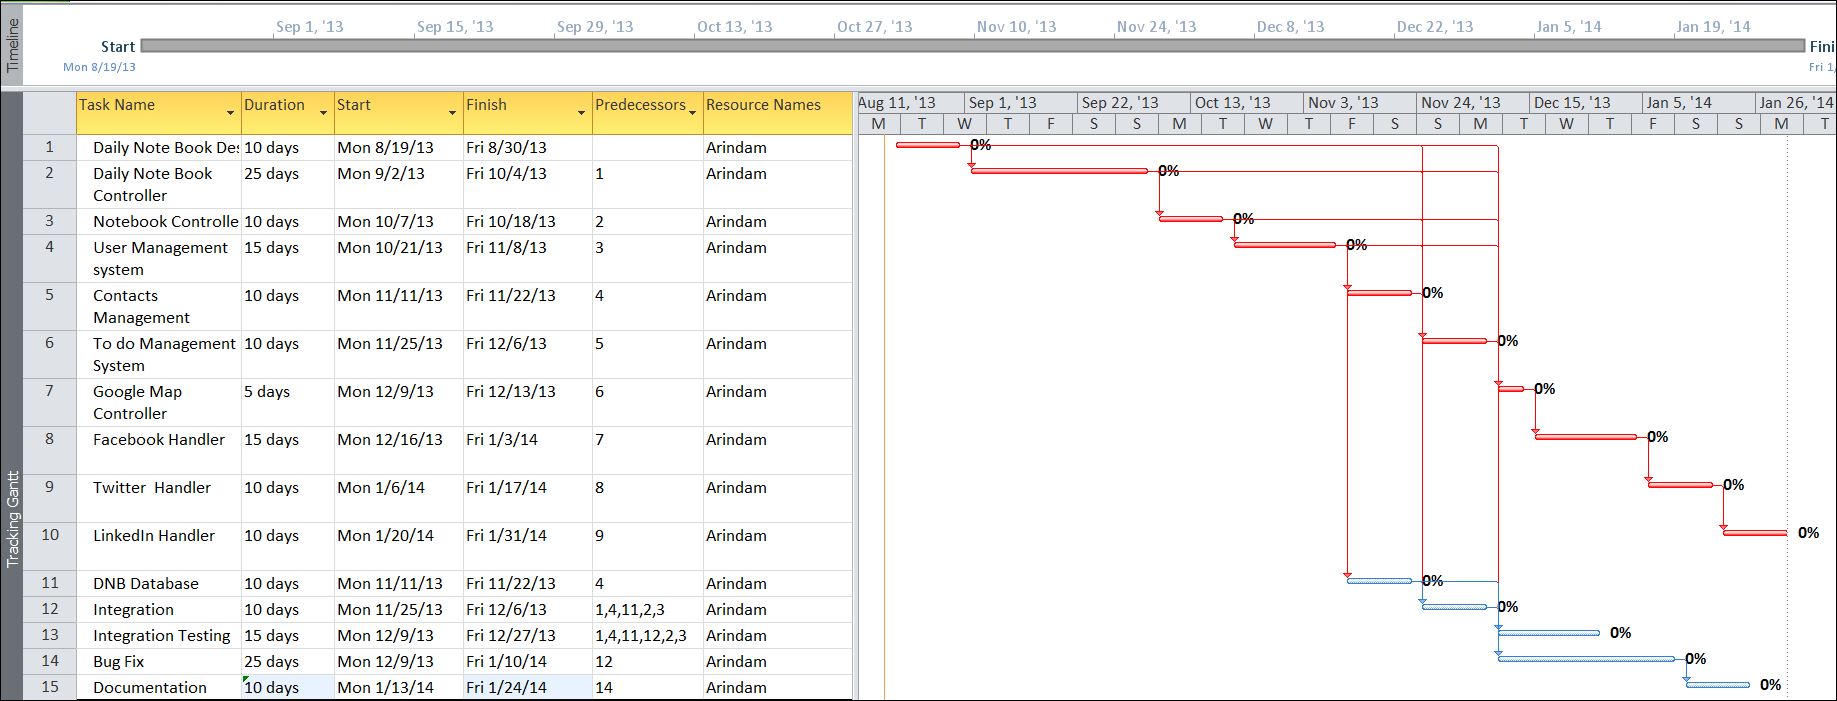 Timeline
Sep 1, '13 Sep 15, '13 Sep 29, '13 Oct 13, '13 Oct 27, '13 Nov 10, '13 Nov 24, '13 Dec 8, '13 Dec 22, '13 Jan 5, '14 Jan 19, '14
Start Fini
Mon 8/19/13 Fri 1/
Tracking Gantt
Task Name Duration Start Finish Predecessors Resource Names
Aug 11, '13 Sep 1, '13 Sep 22, '13 Oct 13, '13 Nov 3, '13 Nov 24, '13 Dec 15, '13 Jan 5, '14 Jan 26, '14
M T W T F S S M T W T F S S M T W T F S S M T
1 Daily Note Book Des 10 days Mon 8/19/13 Fri 8/30/13 Arindam 0%
2 Daily Note Book 25 days Mon 9/2/13 Fri 10/4/13 1 Arindam 0%
Controller
3 Notebook Controlle 10 days Mon 10/7/13 Fri 10/18/13 2 Arindam 0%
4 User Management 15 days Mon 10/21/13 Fri 11/8/13 3 Arindam 0%
system
5 Contacts 10 days Mon 11/11/13 Fri 11/22/13 4 Arindam 0%
Management
6 To do Management 10 days Mon 11/25/13 Fri 12/6/13 5 Arindam 0%
System
7 Google Map 5 days Mon 12/9/13 Fri 12/13/13 6 Arindam 0%
Controller
8 Facebook Handler 15 days Mon 12/16/13 Fri 1/3/14 7 Arindam 0%
9 Twitter Handler 10 days Mon 1/6/14 Fri 1/17/14 8 Arindam 0%
10 LinkedIn Handler 10 days Mon 1/20/14 Fri 1/31/14 9 Arindam 0%
11 DNB Database 10 days Mon 11/11/13 Fri 11/22/13 4 Arindam 0%
12 Integration 10 days Mon 11/25/13 Fri 12/6/13 1,4,11,2,3 Arindam 0%
13 Integration Testing 15 days Mon 12/9/13 Fri 12/27/13 1,4,11,12,2,3 Arindam 0%
14 Bug Fix 25 days Mon 12/9/13 Fri 1/10/14 12 Arindam 0%
15 Documentation 10 days Mon 1/13/14 Fri 1/24/14 14 Arindam 0%